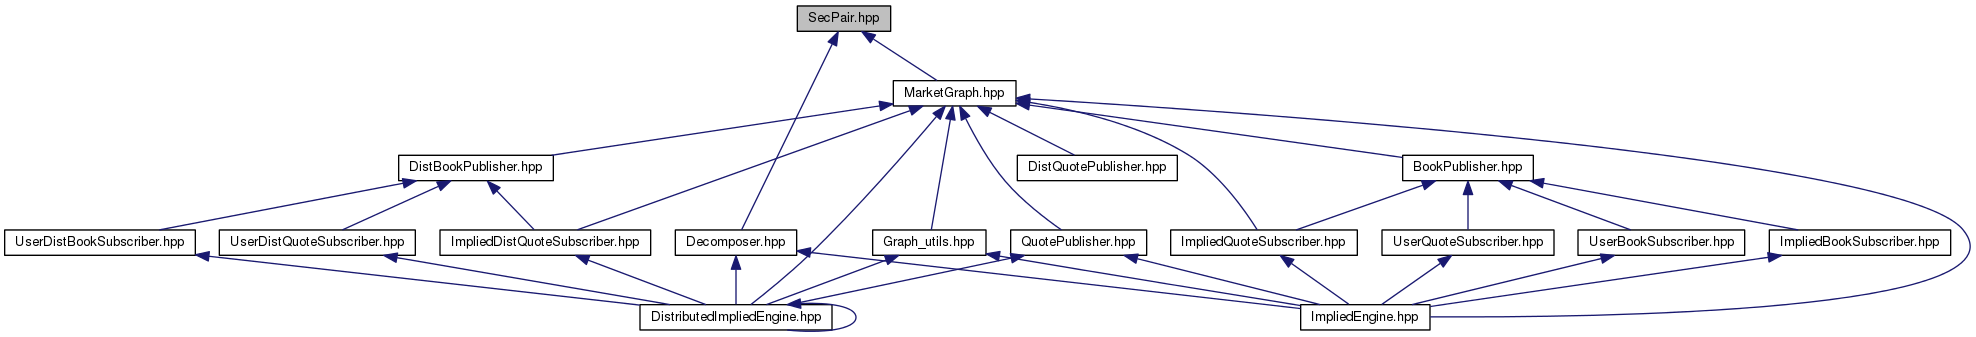 SecPair.hpp
MarketGraph.hpp
DistBookPublisher.hpp
DistQuotePublisher.hpp
BookPublisher.hpp
UserDistBookSubscriber.hpp
UserDistQuoteSubscriber.hpp
ImpliedDistQuoteSubscriber.hpp
Decomposer.hpp
Graph_utils.hpp
QuotePublisher.hpp
ImpliedQuoteSubscriber.hpp
UserQuoteSubscriber.hpp
UserBookSubscriber.hpp
ImpliedBookSubscriber.hpp
DistributedImpliedEngine.hpp
ImpliedEngine.hpp